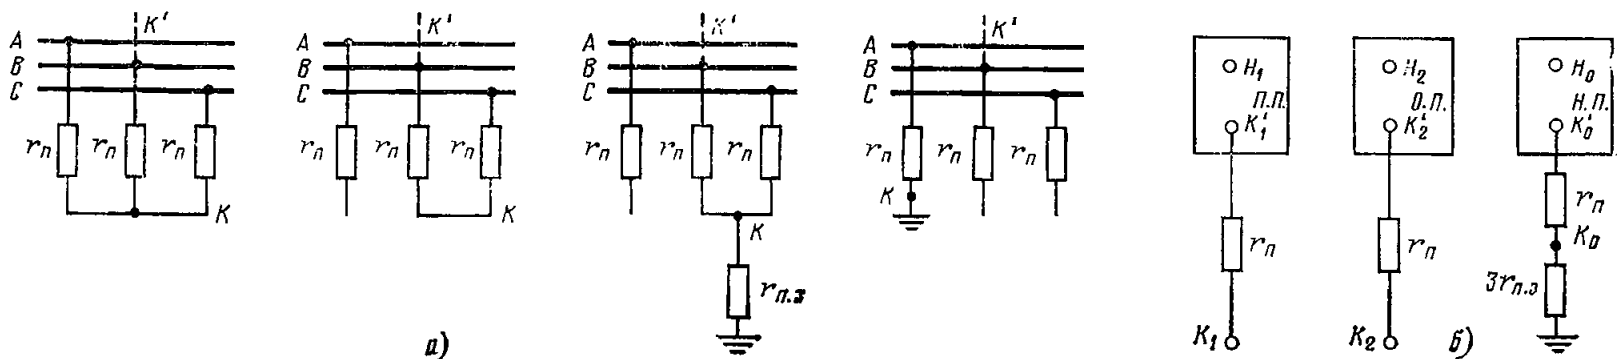 K' K' K' K'
A A A A
B B B B
C C C C
rп rп rп rп rп rп rп rп rп rп rп rп
K K K K
rп.з
а)
H₁ H₂ H₀
П.П. О.П. Н.П.
K'₁ K'₂ K'₀
rп rп rп
K₀
3rп.з
K₁ K₂
б)